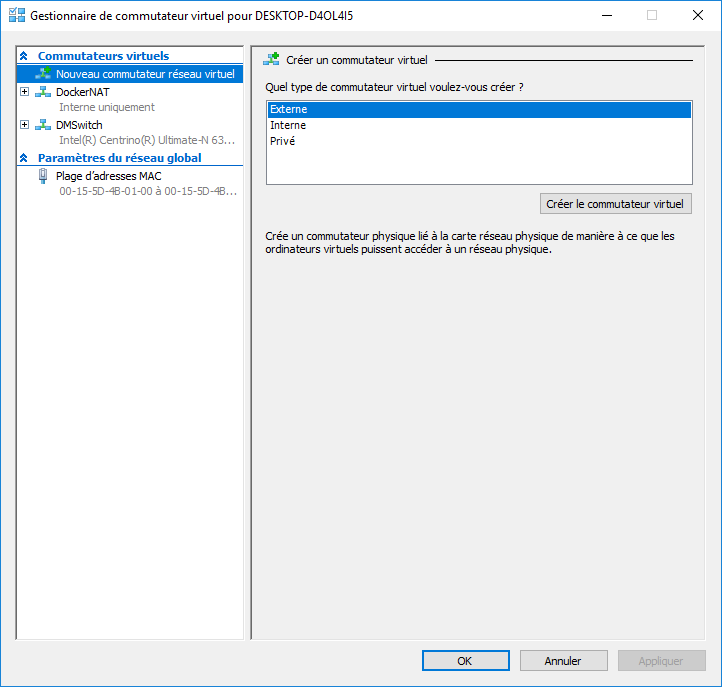 Gestionnaire de commutateur virtuel pour DESKTOP-D4OL4I5
Commutateurs virtuels
Nouveau commutateur réseau virtuel
DockerNAT
Interne uniquement
DMSwitch
Intel(R) Centrino(R) Ultimate-N 63...
Paramètres du réseau global
Plage d’adresses MAC
00-15-5D-4B-01-00 à 00-15-5D-4B...
Créer un commutateur virtuel
Quel type de commutateur virtuel voulez-vous créer ?
Externe
Interne
Privé
Créer le commutateur virtuel
Crée un commutateur physique lié à la carte réseau physique de manière à ce que les
ordinateurs virtuels puissent accéder à un réseau physique.
OK
Annuler
Appliquer